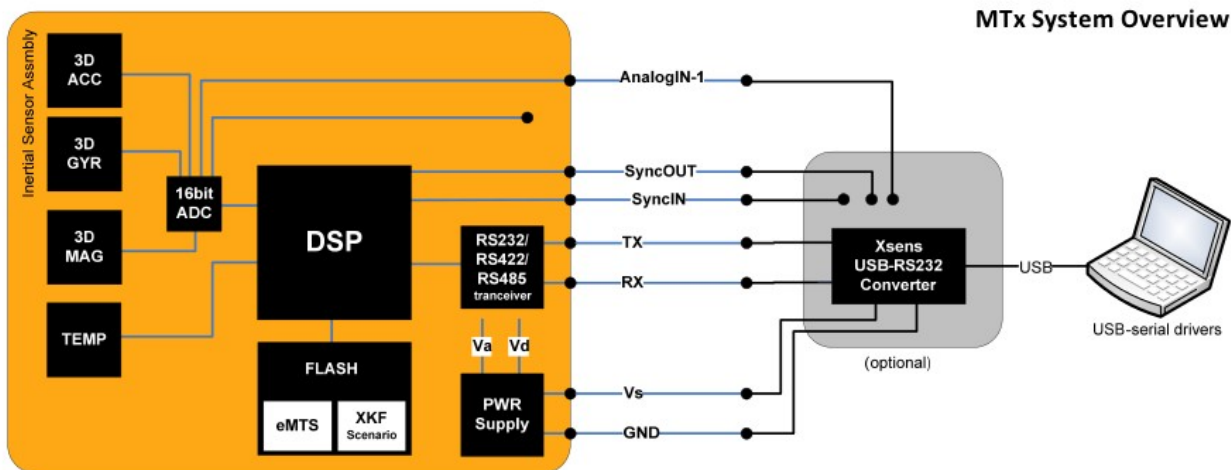 MTx System Overview
Inertial Sensor Assmbly
3D
ACC
3D
GYR
3D
MAG
TEMP
16bit
ADC
DSP
FLASH
eMTS
XKF
Scenario
RS232/
RS422/
RS485
tranceiver
Va
Vd
PWR
Supply
AnalogIN-1
SyncOUT
SyncIN
TX
RX
Vs
GND
Xsens
USB-RS232
Converter
(optional)
USB
USB-serial drivers